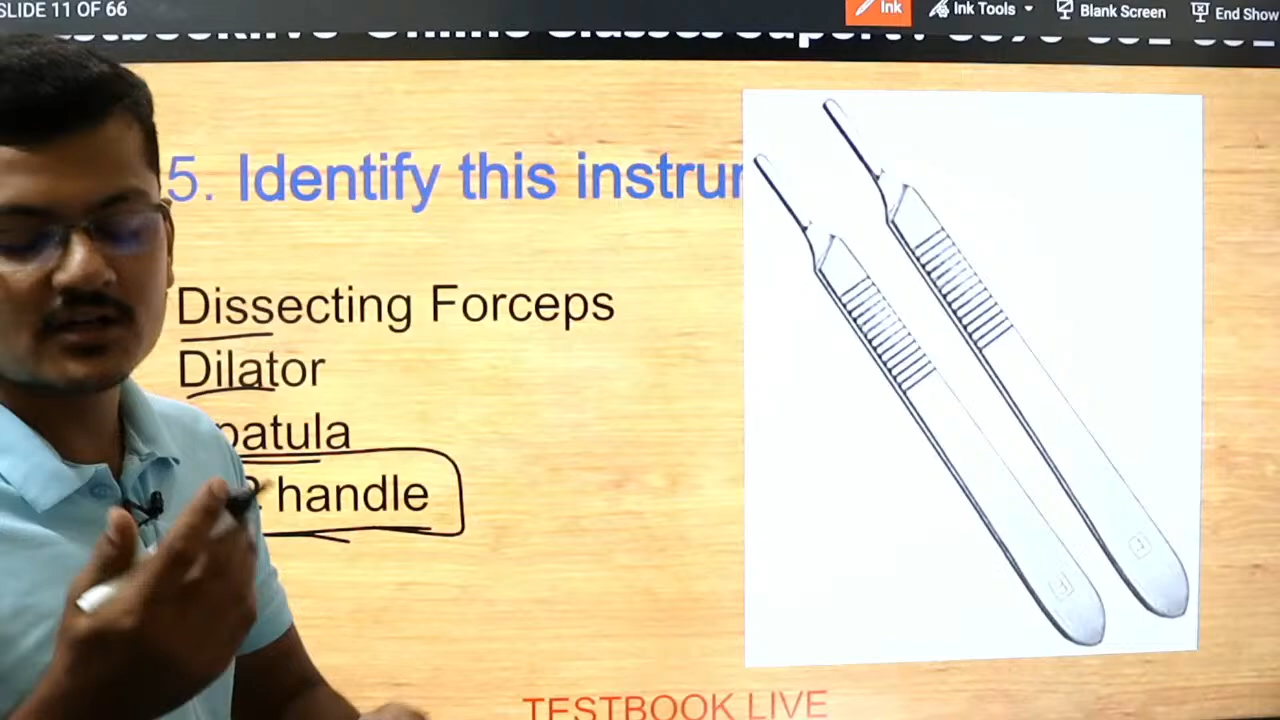 SLIDE 11 OF 66
Ink
Ink Tools
Blank Screen
End Show
5. Identify this instrum
Dissecting Forceps
Dilator
patula
handle
TESTBOOK LIVE